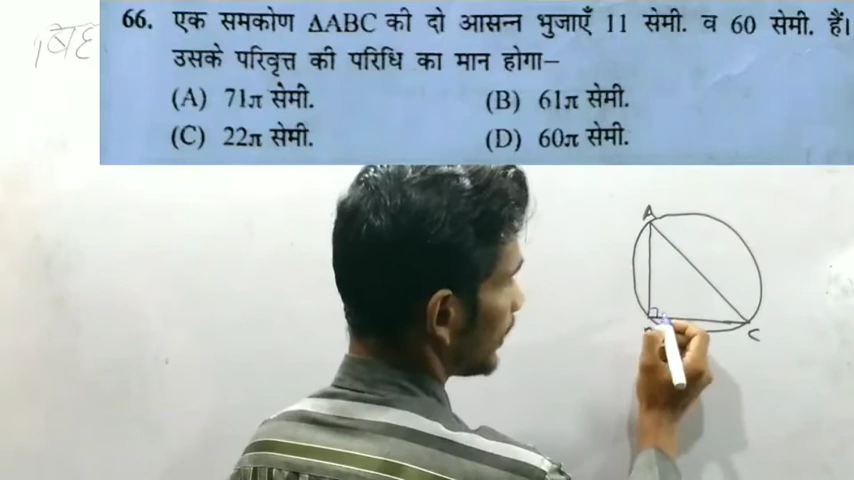 66. एक समकोण ΔABC की दो आसन्न भुजाएँ 11 सेमी. व 60 सेमी. हैं।
उसके परिवृत्त की परिधि का मान होगा–
(A) 71π सेमी. (B) 61π सेमी.
(C) 22π सेमी. (D) 60π सेमी.
A
C